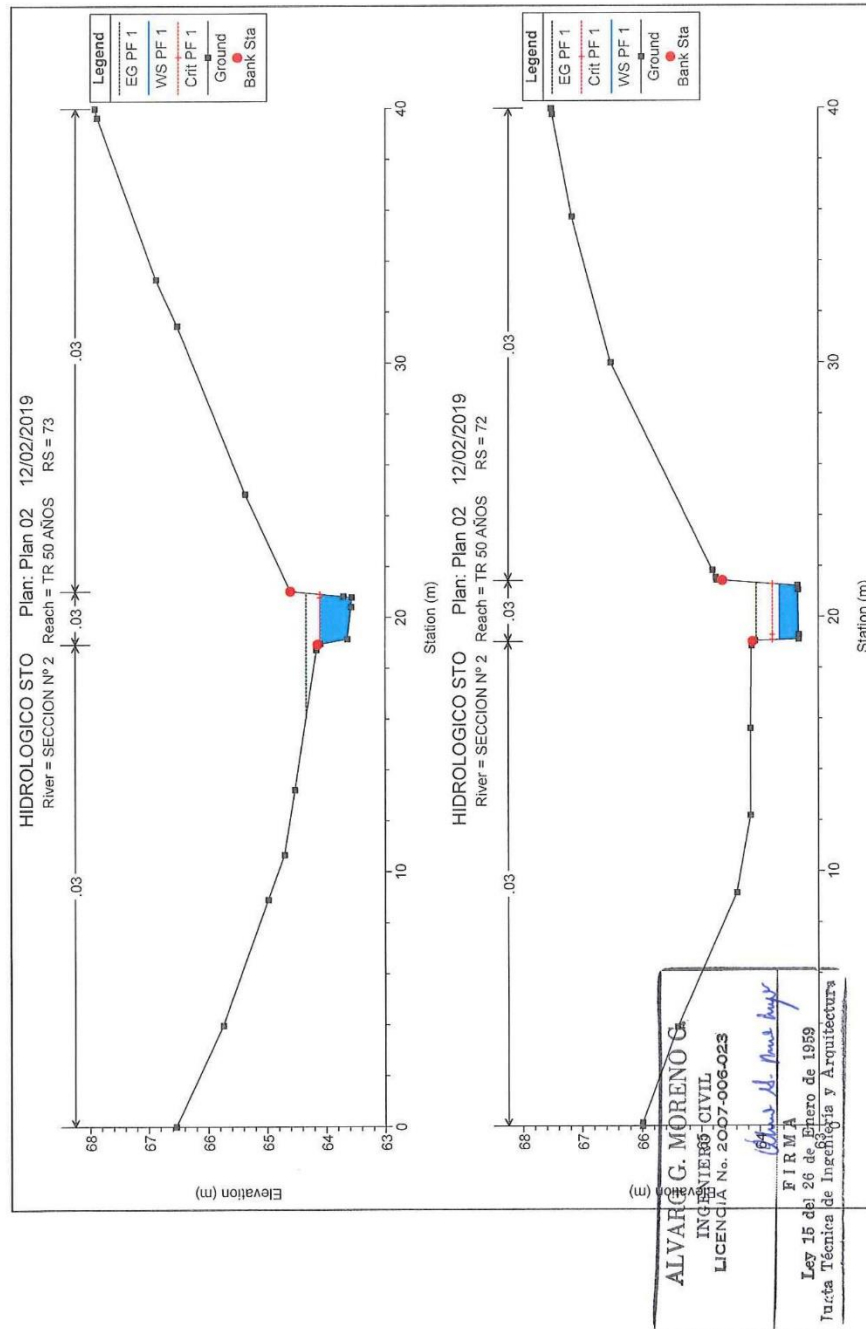 HIDROLOGICO STO Plan: Plan 02 12/02/2019
River = SECCION Nº 2 Reach = TR 50 AÑOS RS = 73
.03
.03
.03
Legend
EG PF 1
WS PF 1
Crit PF 1
Ground
Bank Sta
68
67
66
65
64
63
Elevation (m)
0
10
20
30
40
Station (m)
HIDROLOGICO STO Plan: Plan 02 12/02/2019
River = SECCION Nº 2 Reach = TR 50 AÑOS RS = 72
.03
.03
.03
Legend
EG PF 1
Crit PF 1
WS PF 1
Ground
Bank Sta
68
67
66
65
64
63
Elevation (m)
0
10
20
30
40
Station (m)
ALVARO G. MORENO G.
INGENIERO CIVIL
LICENCIA No. 2007-006-023
FIRMA
Ley 15 del 26 de Enero de 1959
Junta Técnica de Ingeniería y Arquitectura